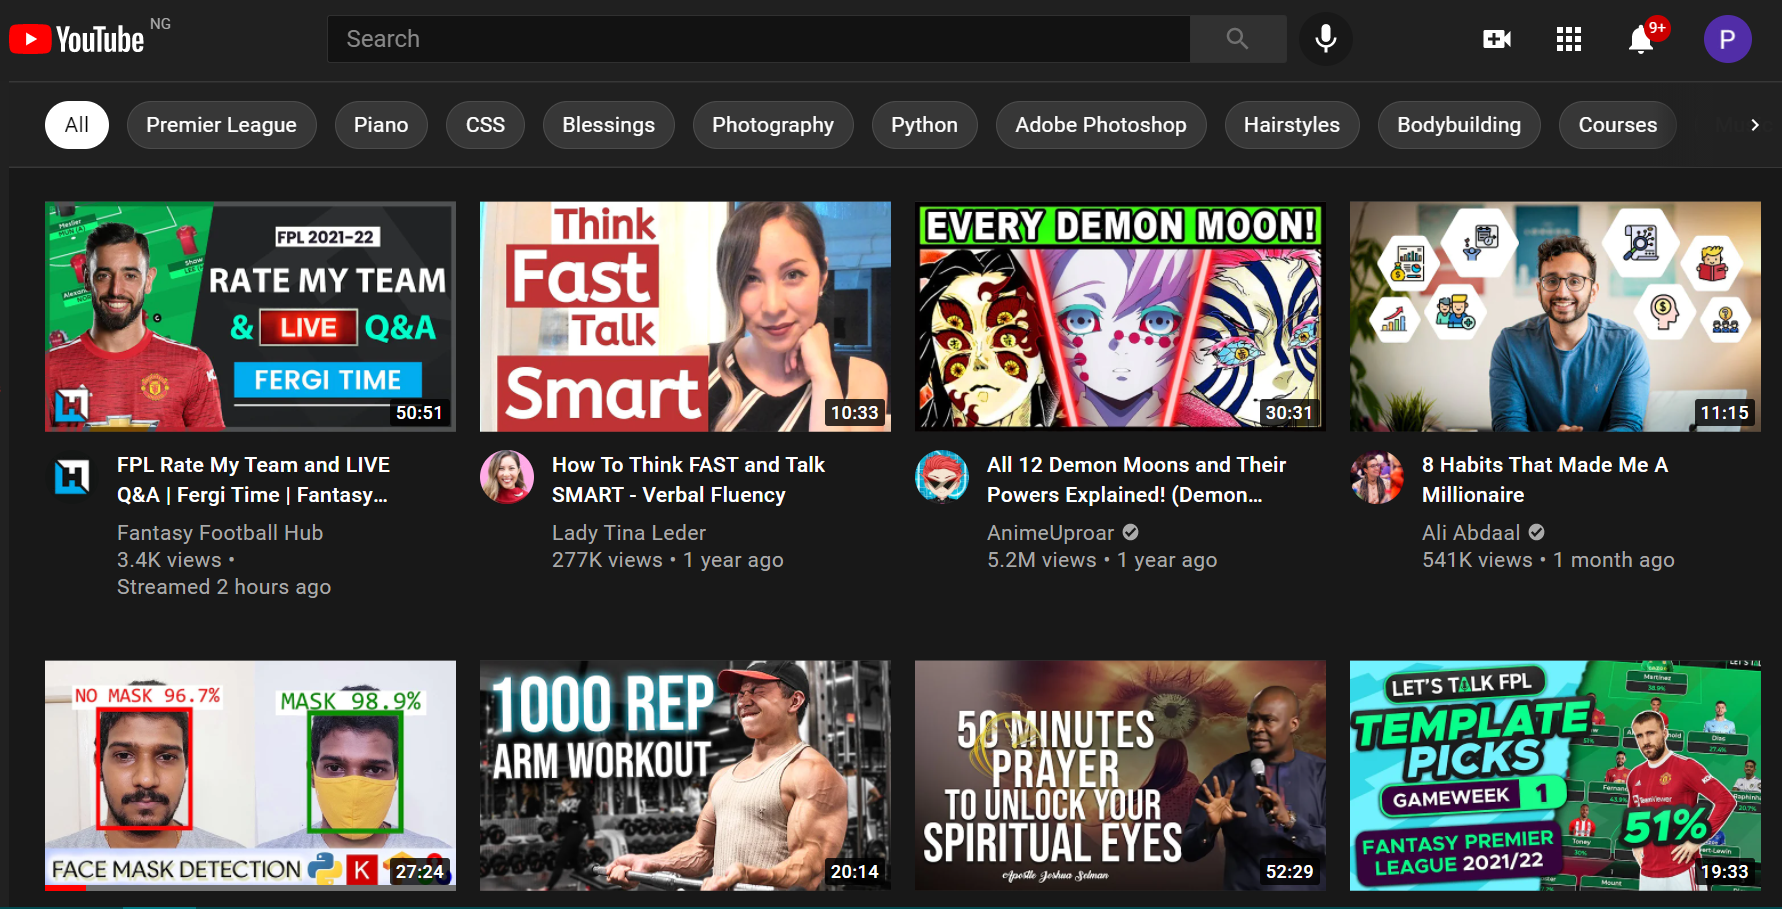 YouTube NG
Search
9+
P
All
Premier League
Piano
CSS
Blessings
Photography
Python
Adobe Photoshop
Hairstyles
Bodybuilding
Courses
Music
FPL 2021-22
RATE MY TEAM
& LIVE Q&A
FERGI TIME
50:51
Think
Fast
Talk
Smart
10:33
EVERY DEMON MOON!
30:31
11:15
FPL Rate My Team and LIVE
Q&A | Fergi Time | Fantasy...
Fantasy Football Hub
3.4K views •
Streamed 2 hours ago
How To Think FAST and Talk
SMART - Verbal Fluency
Lady Tina Leder
277K views • 1 year ago
All 12 Demon Moons and Their
Powers Explained! (Demon...
AnimeUproar
5.2M views • 1 year ago
8 Habits That Made Me A
Millionaire
Ali Abdaal
541K views • 1 month ago
NO MASK 96.7%
MASK 98.9%
FACE MASK DETECTION
K
27:24
1000 REP
ARM WORKOUT
20:14
50 MINUTES
PRAYER
TO UNLOCK YOUR
SPIRITUAL EYES
Apostle Joshua Selman
52:29
LET'S TALK FPL
TEMPLATE
PICKS
GAMEWEEK 1
FANTASY PREMIER
LEAGUE 2021/22
Martinez
38.9%
51%
19:33